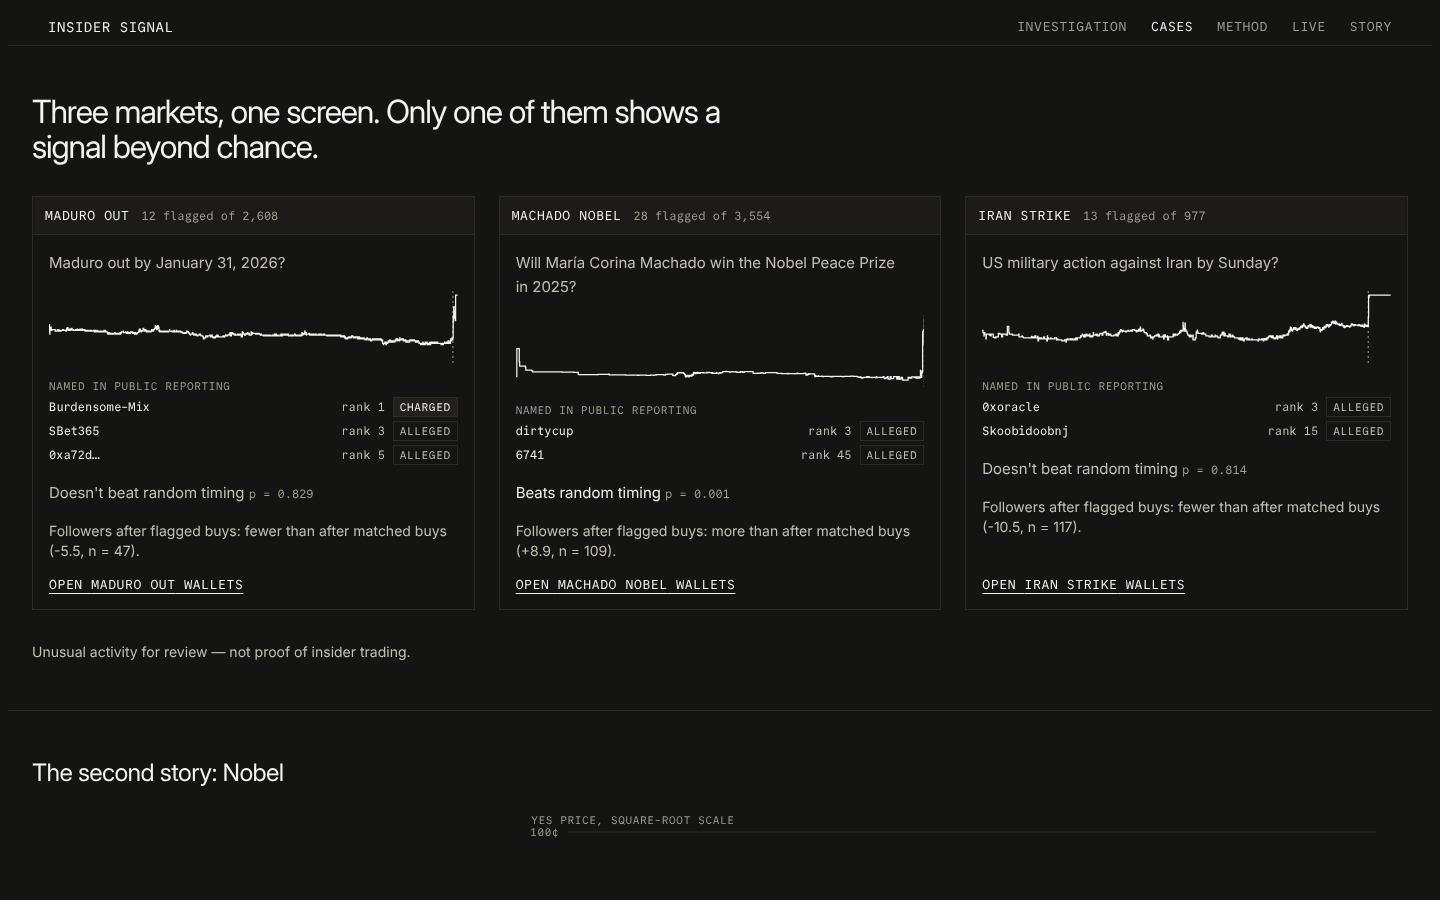 INSIDER SIGNAL
INVESTIGATION CASES METHOD LIVE STORY
Three markets, one screen. Only one of them shows a
signal beyond chance.
MADURO OUT 12 flagged of 2,608
Maduro out by January 31, 2026?
NAMED IN PUBLIC REPORTING
Burdensome-Mix rank 1 CHARGED
SBet365 rank 3 ALLEGED
0xa72d… rank 5 ALLEGED
Doesn't beat random timing p = 0.829
Followers after flagged buys: fewer than after matched buys
(-5.5, n = 47).
OPEN MADURO OUT WALLETS
MACHADO NOBEL 28 flagged of 3,554
Will María Corina Machado win the Nobel Peace Prize
in 2025?
NAMED IN PUBLIC REPORTING
dirtycup rank 3 ALLEGED
6741 rank 45 ALLEGED
Beats random timing p = 0.001
Followers after flagged buys: more than after matched buys
(+8.9, n = 109).
OPEN MACHADO NOBEL WALLETS
IRAN STRIKE 13 flagged of 977
US military action against Iran by Sunday?
NAMED IN PUBLIC REPORTING
0xoracle rank 3 ALLEGED
Skoobidoobnj rank 15 ALLEGED
Doesn't beat random timing p = 0.814
Followers after flagged buys: fewer than after matched buys
(-10.5, n = 117).
OPEN IRAN STRIKE WALLETS
Unusual activity for review — not proof of insider trading.
The second story: Nobel
YES PRICE, SQUARE-ROOT SCALE
100¢